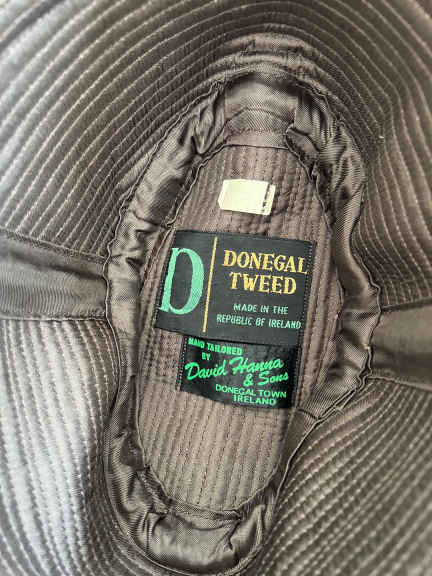 D
DONEGAL
TWEED
MADE IN THE
REPUBLIC OF IRELAND
HAND TAILORED
BY
David Hanna
& Sons
DONEGAL TOWN
IRELAND